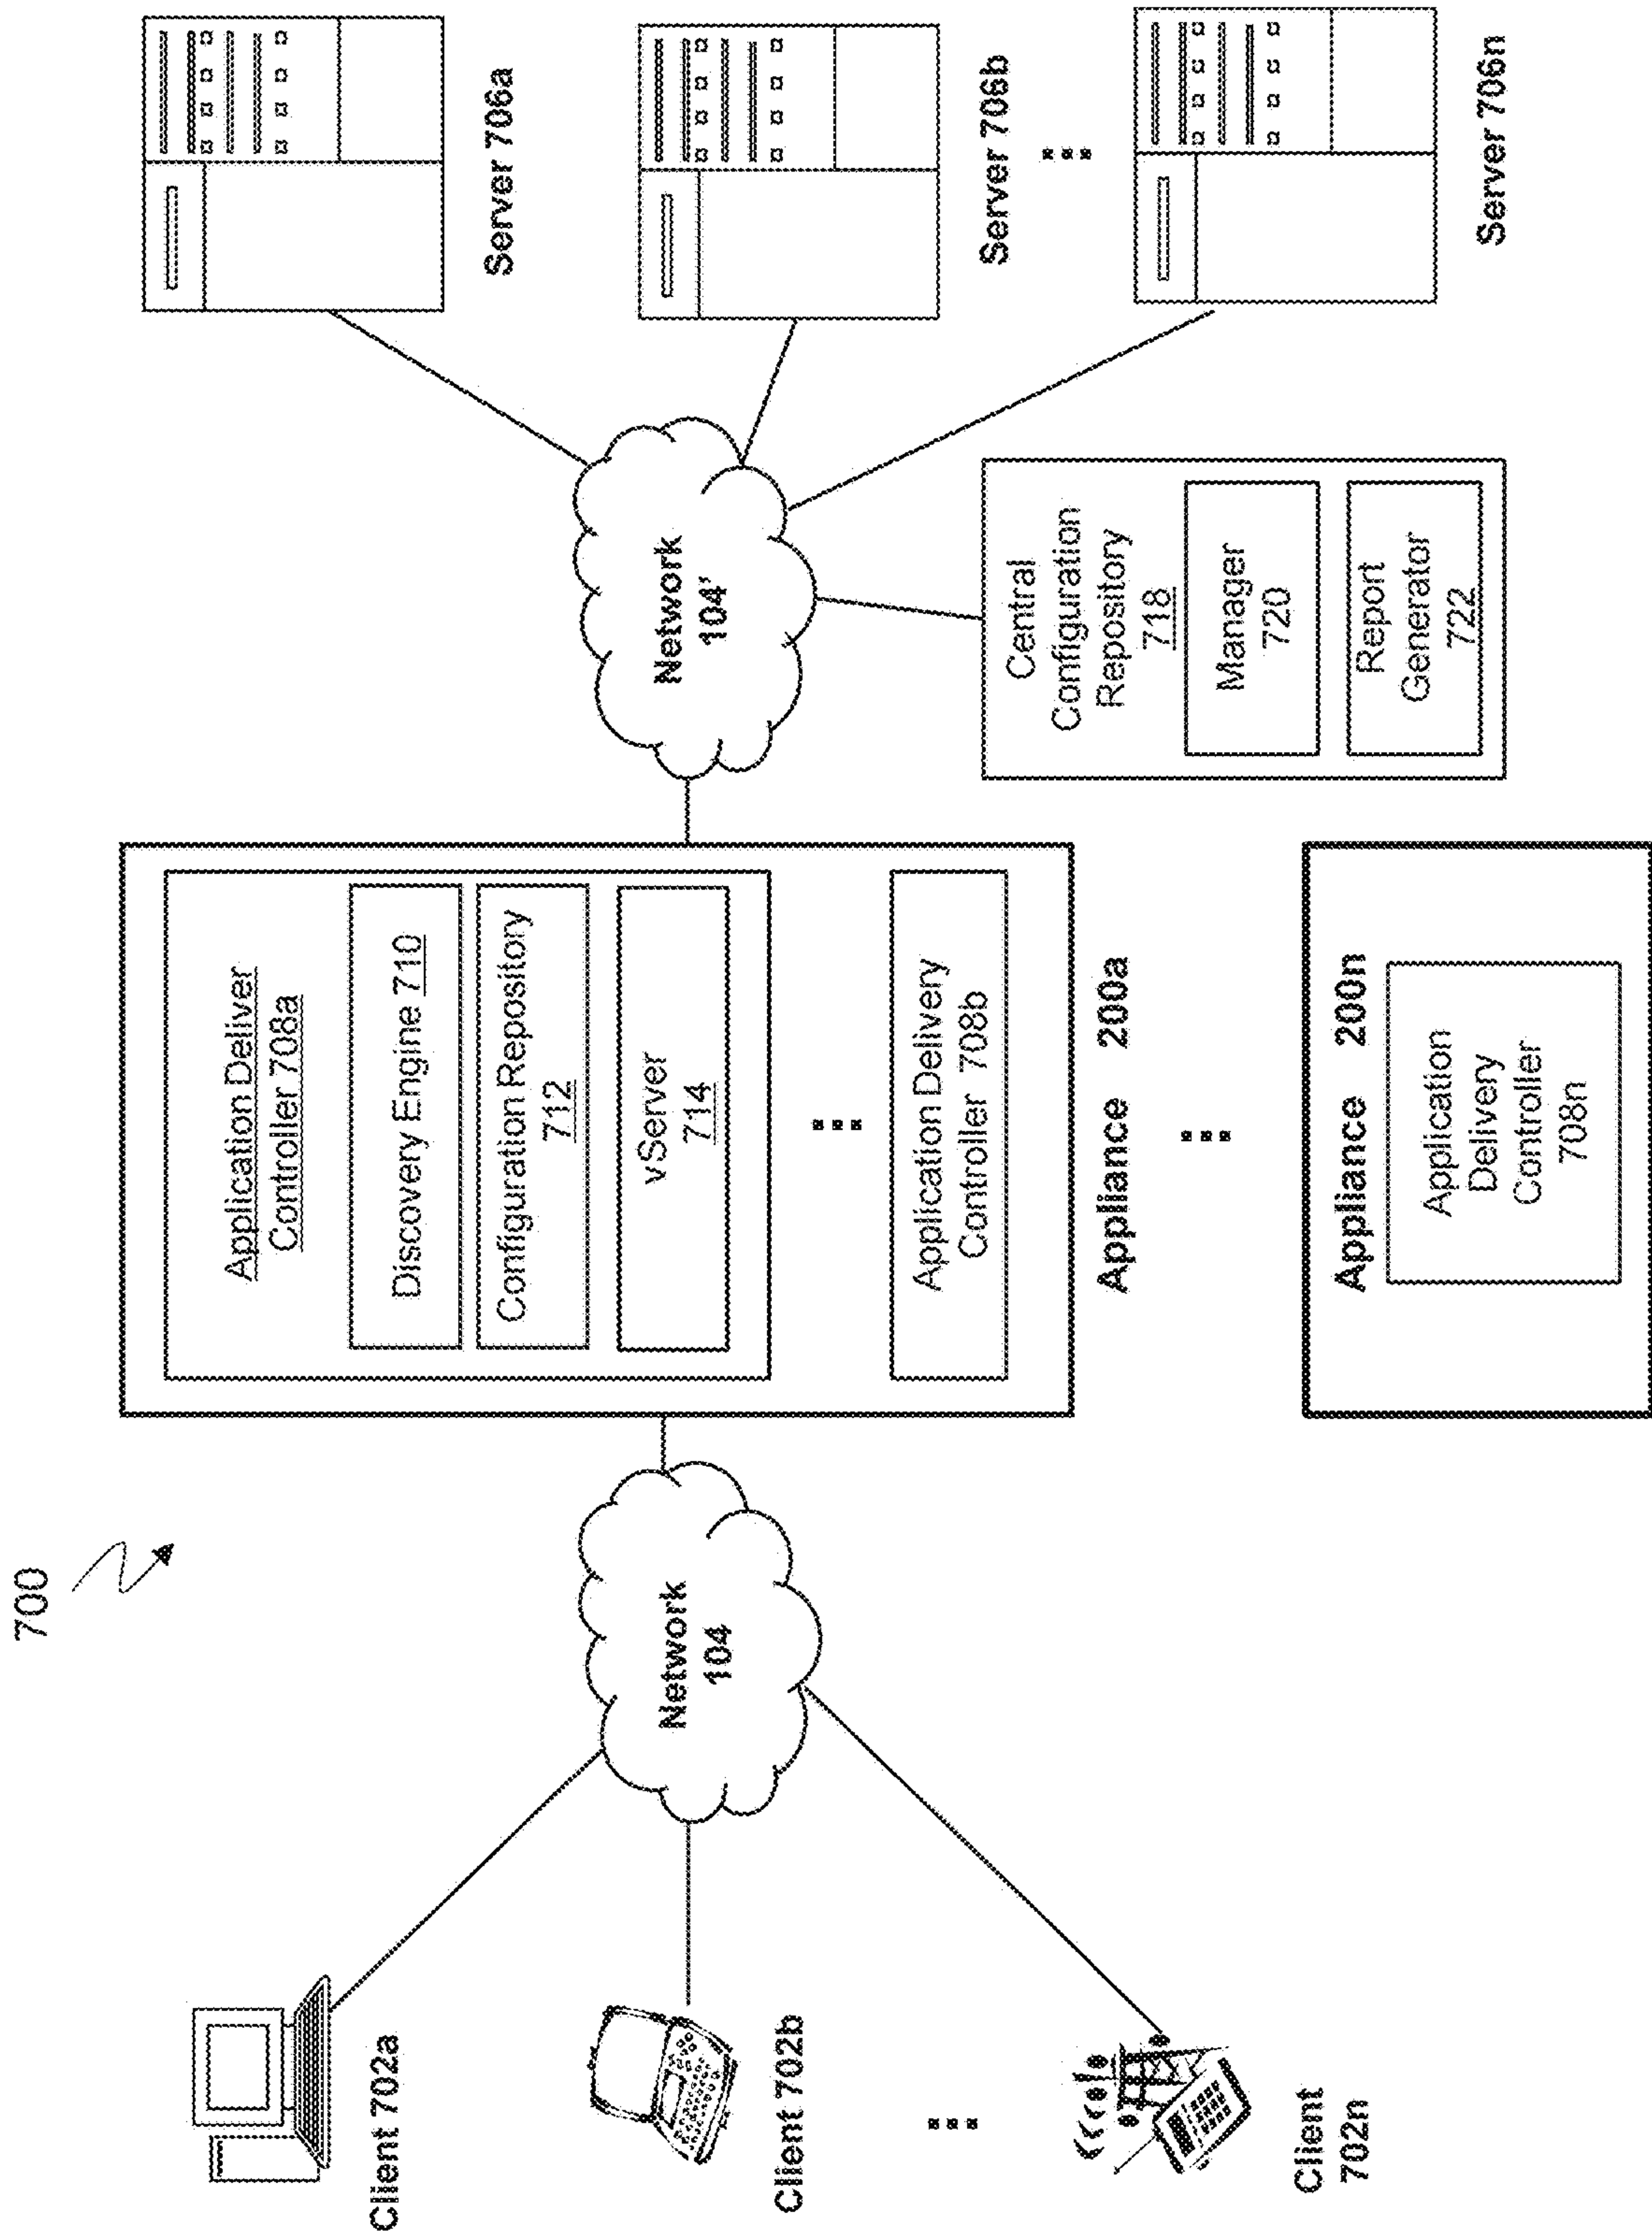 700
Client 702a
Client 702b
Client
702n
Network
104
Application Deliver
Controller 708a
Discovery Engine 710
Configuration Repository
712
vServer
714
Application Delivery
Controller 708b
Appliance 200a
Appliance 200n
Application
Delivery
Controller
708n
Network
104'
Central
Configuration
Repository
718
Manager
720
Report
Generator
722
Server 706a
Server 706b
Server 706n